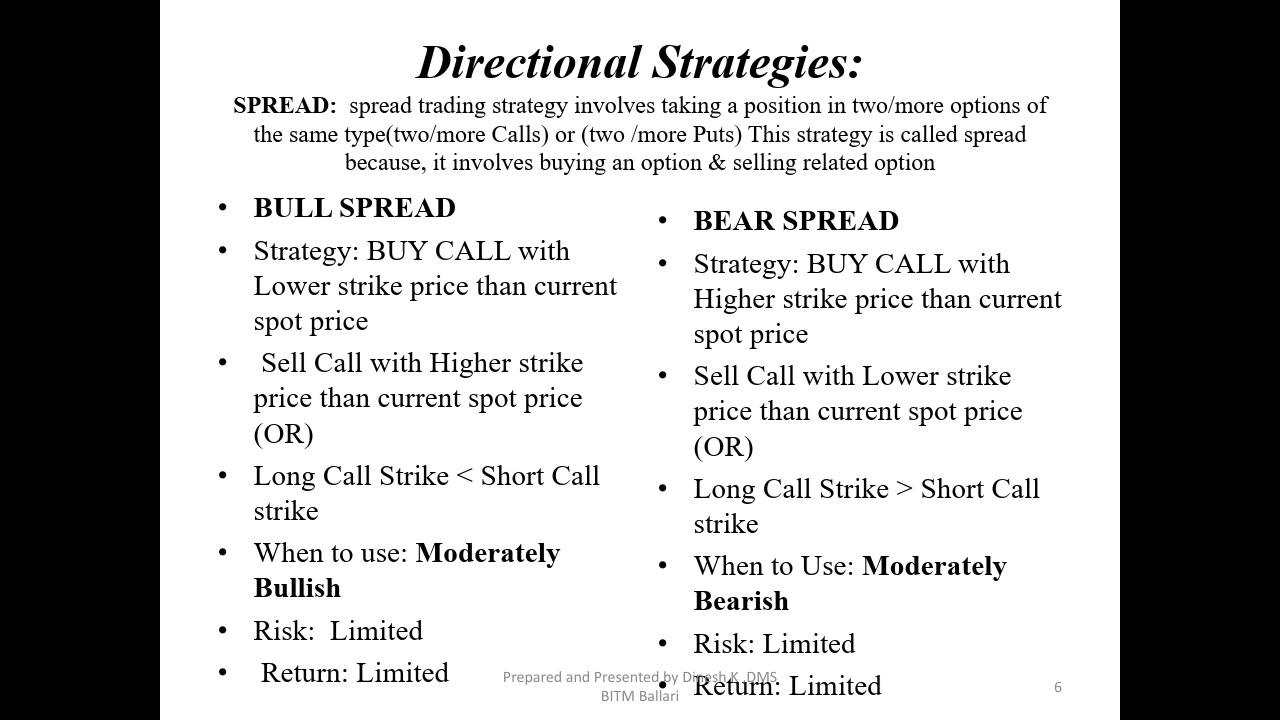 Directional Strategies:
SPREAD:  spread trading strategy involves taking a position in two/more options of
the same type(two/more Calls) or (two /more Puts) This strategy is called spread
because, it involves buying an option & selling related option
• BULL SPREAD
• Strategy: BUY CALL with
Lower strike price than current
spot price
•  Sell Call with Higher strike
price than current spot price
(OR)
• Long Call Strike < Short Call
strike
• When to use: Moderately
Bullish
• Risk:  Limited
•  Return: Limited
• BEAR SPREAD
• Strategy: BUY CALL with
Higher strike price than current
spot price
• Sell Call with Lower strike
price than current spot price
(OR)
• Long Call Strike > Short Call
strike
• When to Use: Moderately
Bearish
• Risk: Limited
• Return: Limited
Prepared and Presented by Dinesh.K ,DMS
BITM Ballari
6